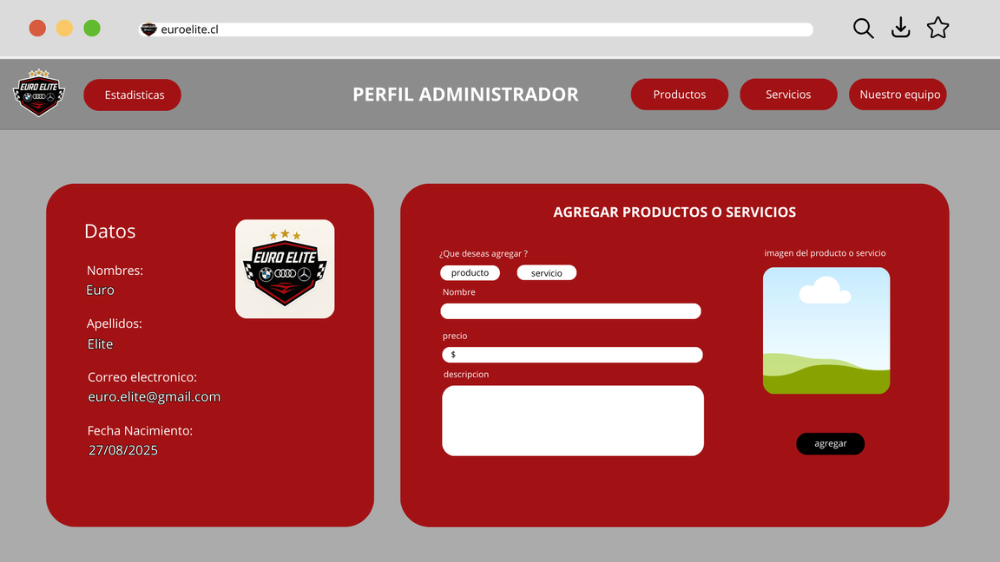 euroelite.cl
EURO ELITE
Estadisticas
PERFIL ADMINISTRADOR
Productos
Servicios
Nuestro equipo
Datos
EURO ELITE
Nombres:
Euro
Apellidos:
Elite
Correo electronico:
euro.elite@gmail.com
Fecha Nacimiento:
27/08/2025
AGREGAR PRODUCTOS O SERVICIOS
¿Que deseas agregar ?
producto
servicio
Nombre
precio
$
descripcion
imagen del producto o servicio
agregar